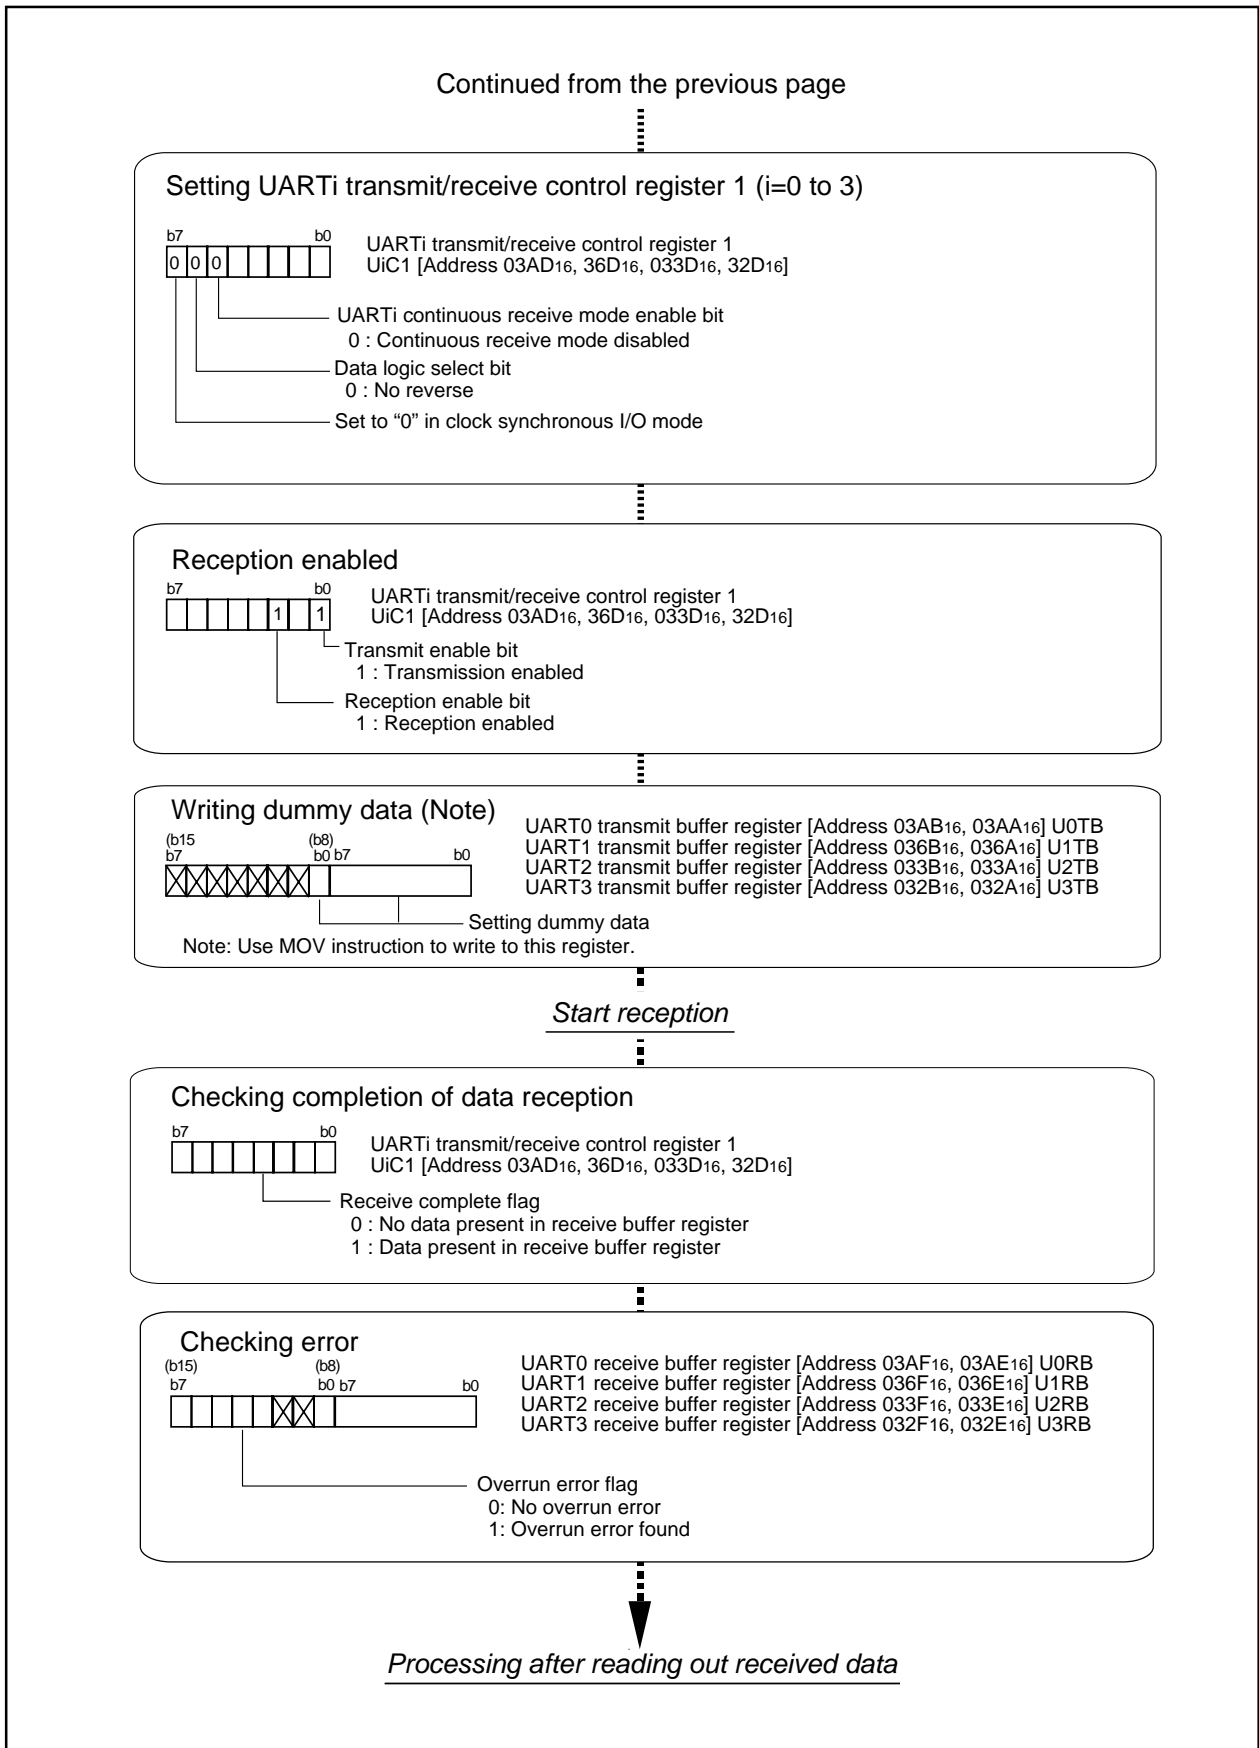 Continued from the previous page
Setting UARTi transmit/receive control register 1 (i=0 to 3)
b7 b0
UARTi transmit/receive control register 1
0 0 0
UiC1 [Address 03AD16, 36D16, 033D16, 32D16]
UARTi continuous receive mode enable bit
0 : Continuous receive mode disabled
Data logic select bit
0 : No reverse
Set to “0” in clock synchronous I/O mode
Reception enabled
b7 b0
UARTi transmit/receive control register 1
1 1
UiC1 [Address 03AD16, 36D16, 033D16, 32D16]
Transmit enable bit
1 : Transmission enabled
Reception enable bit
1 : Reception enabled
Writing dummy data (Note)
(b15 (b8)
b7 b0 b7 b0
UART0 transmit buffer register [Address 03AB16, 03AA16] U0TB
UART1 transmit buffer register [Address 036B16, 036A16] U1TB
UART2 transmit buffer register [Address 033B16, 033A16] U2TB
UART3 transmit buffer register [Address 032B16, 032A16] U3TB
Setting dummy data
Note: Use MOV instruction to write to this register.
Start reception
Checking completion of data reception
b7 b0
UARTi transmit/receive control register 1
UiC1 [Address 03AD16, 36D16, 033D16, 32D16]
Receive complete flag
0 : No data present in receive buffer register
1 : Data present in receive buffer register
Checking error
(b15) (b8)
b7 b0 b7 b0
UART0 receive buffer register [Address 03AF16, 03AE16] U0RB
UART1 receive buffer register [Address 036F16, 036E16] U1RB
UART2 receive buffer register [Address 033F16, 033E16] U2RB
UART3 receive buffer register [Address 032F16, 032E16] U3RB
Overrun error flag
0: No overrun error
1: Overrun error found
Processing after reading out received data